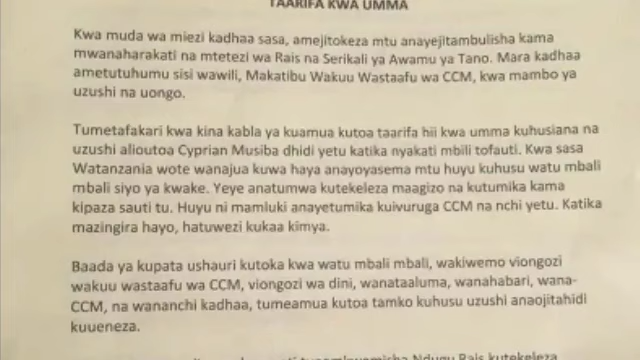 TAARIFA KWA UMMA
Kwa muda wa miezi kadhaa sasa, amejitokeza mtu anayejitambulisha kama
mwanaharakati na mtetezi wa Rais na Serikali ya Awamu ya Tano. Mara kadhaa
ametutuhumu sisi wawili, Makatibu Wakuu Wastaafu wa CCM, kwa mambo ya
uzushi na uongo.
Tumetafakari kwa kina kabla ya kuamua kutoa taarifa hii kwa umma kuhusiana na
uzushi alioutoa Cyprian Musiba dhidi yetu katika nyakati mbili tofauti. Kwa sasa
Watanzania wote wanajua kuwa haya anayoyasema mtu huyu kuhusu watu mbali
mbali siyo ya kwake. Yeye anatumwa kutekeleza maagizo na kutumika kama
kipaza sauti tu. Huyu ni mamluki anayetumika kuivuruga CCM na nchi yetu. Katika
mazingira hayo, hatuwezi kukaa kimya.
Baada ya kupata ushauri kutoka kwa watu mbali mbali, wakiwemo viongozi
wakuu wastaafu wa CCM, viongozi wa dini, wanataaluma, wanahabari, wana-
CCM, na wananchi kadhaa, tumeamua kutoa tamko kuhusu uzushi anaojitahidi
kuueneza.
Ndugu Rais kutekeleza